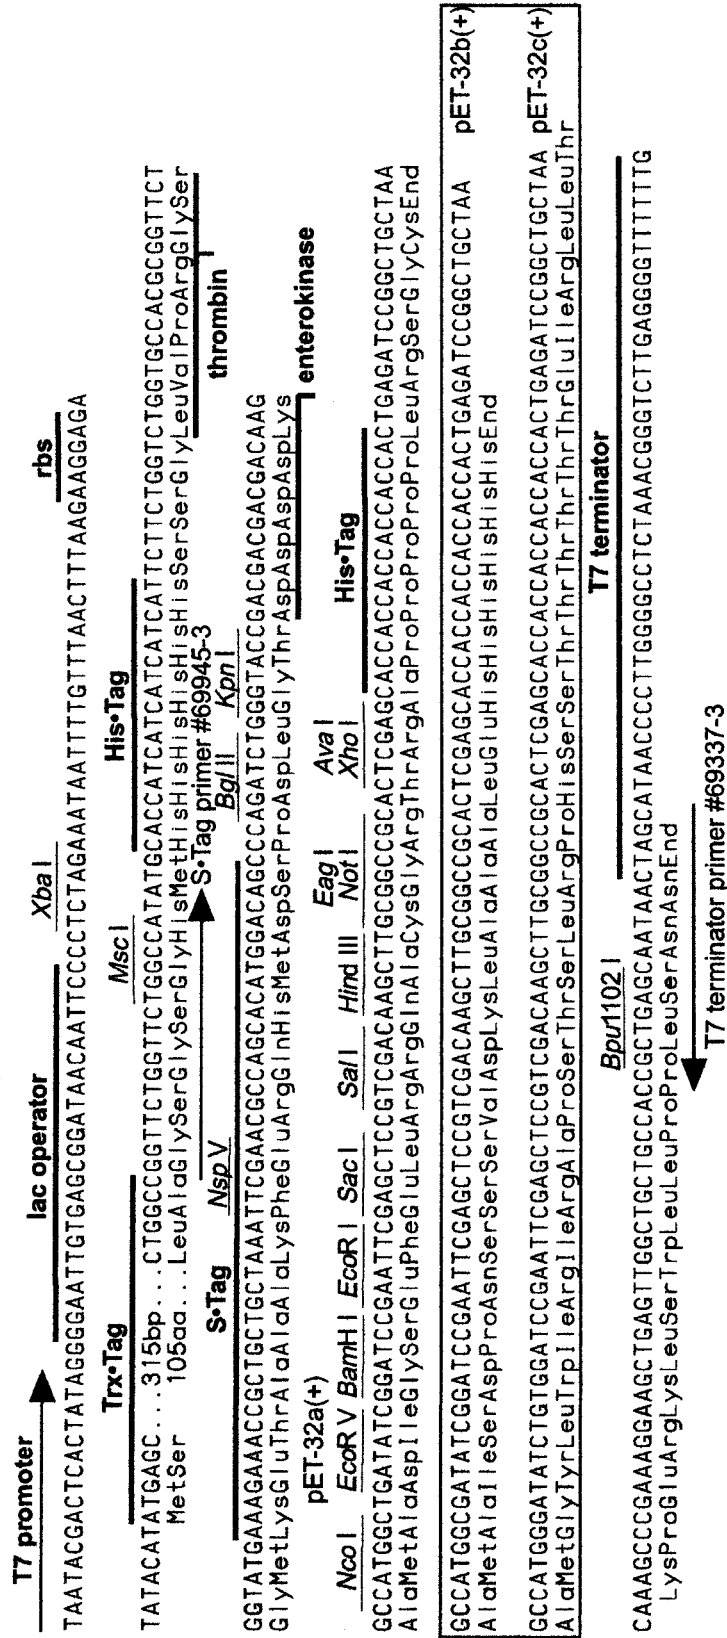 T7 promoter
lac operator
Xba I
rbs
TAATACGACTCACTATAGGGGAATTGTGAGCGGATAACAATTCCCCTCTAGAAATAATTTTGTTTAACTTTAAGAAGGAGA
Trx•Tag
Msc I
His•Tag
TATACATATGAGC...315bp...CTGGCCGGTTCTGGTTCTGGCCATATGCACCATCATCATCATCATTCTTCTGGTCTGGTGCCACGCGGTTCT
MetSer 105aa....LeuAlaGlySerGlySerGlyHisMetHisHisHisHisHisHisSerSerGlyLeuValProArgGlySer
S•Tag primer #69945-3
thrombin
S•Tag
Nsp V
Bgl II
Kpn I
GGTATGAAAGAAACCGCTGCTGCTAAATTCGAACGCCAGCACATGGACAGCCCAGATCTGGGTACCGACGACGACGACAAG
GlyMetLysGluThrAlaAlaAlaLysPheGluArgGlnHisMetAspSerProAspLeuGlyThrAspAspAspAspLys
enterokinase
pET-32a(+)
Nco I
EcoR V
BamH I
EcoR I
Sac I
Sal I
Hind III
Eag I
Not I
Ava I
Xho I
His•Tag
GCCATGGCTGATATCGGATCCGAATTCGAGCTCCGTCGACAAGCTTGCGGCCGCACTCGAGCACCACCACCACCACCACTGAGATCCGGCTGCTAA
AlaMetAlaAspIleGlySerGluPheGluLeuArgArgGlnAlaCysGlyArgThrArgAlaProProProProProProLeuArgSerGlyCysEnd
GCCATGGCGATATCGGATCCGAATTCGAGCTCCGTCGACAAGCTTGCGGCCGCACTCGAGCACCACCACCACCACCACTGAGATCCGGCTGCTAA pET-32b(+)
AlaMetAlaIleSerAspProAsnSerSerSerValAspLysLeuAlaAlaAlaLeuGluHisHisHisHisHisHisEnd
GCCATGGGATATCTGTGGATCCGAATTCGAGCTCCGTCGACAAGCTTGCGGCCGCACTCGAGCACCACCACCACCACCACTGAGATCCGGCTGCTAA pET-32c(+)
AlaMetGlyTyrLeuTrpIleArgIleArgAlaProSerThrSerLeuArgProHisSerSerThrThrThrThrThrThrGluIleArgLeuLeuThr
Bpu1102 I
T7 terminator
CAAAGCCCGAAAGGAAGCTGAGTTGGCTGCTGCCACCGCTGAGCAATAACTAGCATAACCCCTTGGGGCCTCTAAACGGGTCTTGAGGGGTTTTTTG
LysProGluArgLysLeuSerTrpLeuLeuProProLeuSerAsnAsnEnd
T7 terminator primer #69337-3